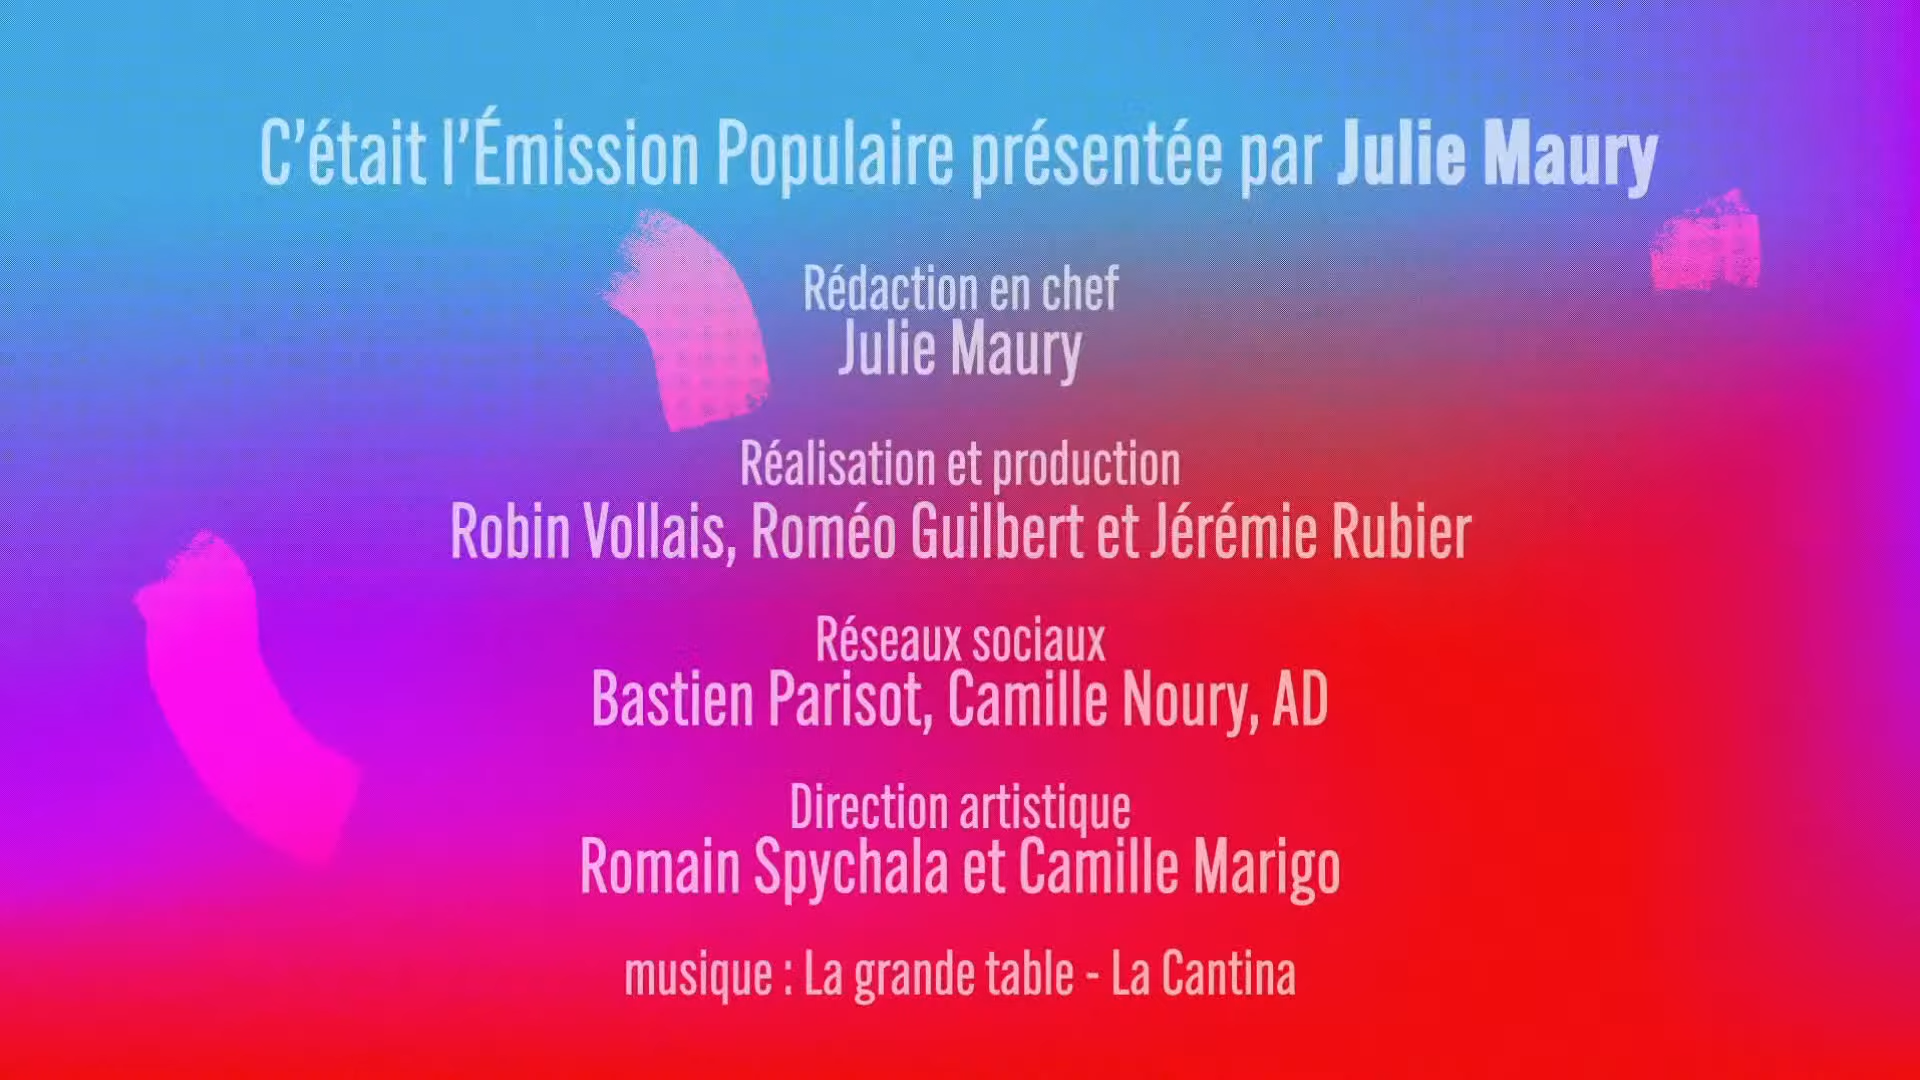 C’était l’Émission Populaire présentée par Julie Maury
Rédaction en chef
Julie Maury
Réalisation et production
Robin Vollais, Roméo Guilbert et Jérémie Rubier
Réseaux sociaux
Bastien Parisot, Camille Noury, AD
Direction artistique
Romain Spychala et Camille Marigo
musique : La grande table - La Cantina